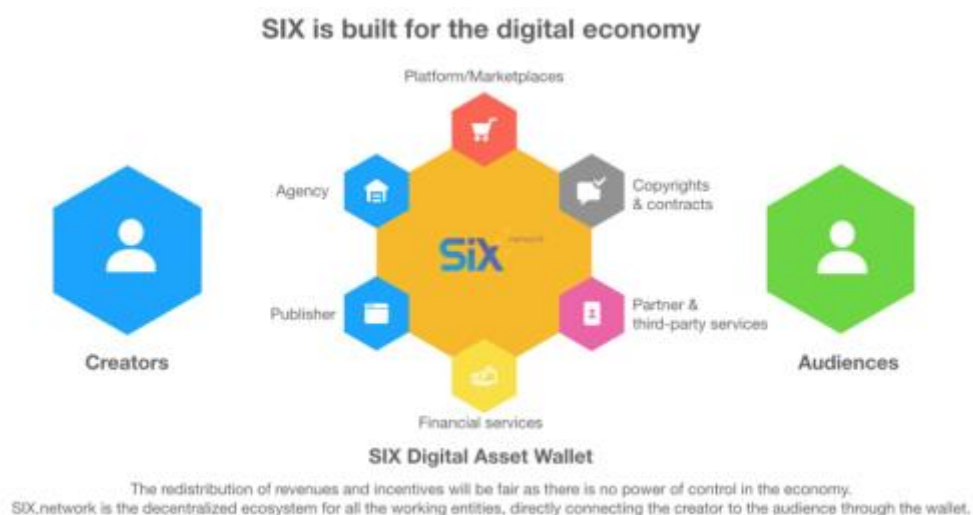 SIX is built for the digital economy
Platform/Marketplaces
Agency
Copyrights
& contracts
SiX
network
Publisher
Partner &
third-party services
Creators
Audiences
Financial services
SIX Digital Asset Wallet
The redistribution of revenues and incentives will be fair as there is no power of control in the economy.
SIX.network is the decentralized ecosystem for all the working entities, directly connecting the creator to the audience through the wallet.